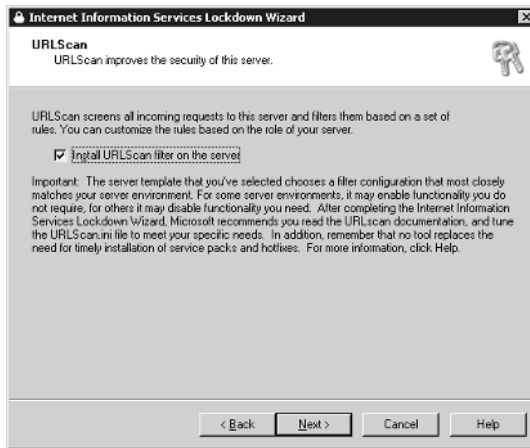 Internet Information Services Lockdown Wizard
URLScan
URLScan improves the security of this server.
URLScan screens all incoming requests to this server and filters them based on a set of
rules. You can customize the rules based on the role of your server.
Install URLScan filter on the server
Important: The server template that you've selected chooses a filter configuration that most closely
matches your server environment. For some server environments, it may enable functionality you do
not require, for others it may disable functionality you need. After completing the Internet Information
Services Lockdown Wizard, Microsoft recommends you read the URLscan documentation, and tune
the URLScan.ini file to meet your specific needs. In addition, remember that no tool replaces the
need for timely installation of service packs and hotfixes. For more information, click Help.
< Back Next > Cancel Help